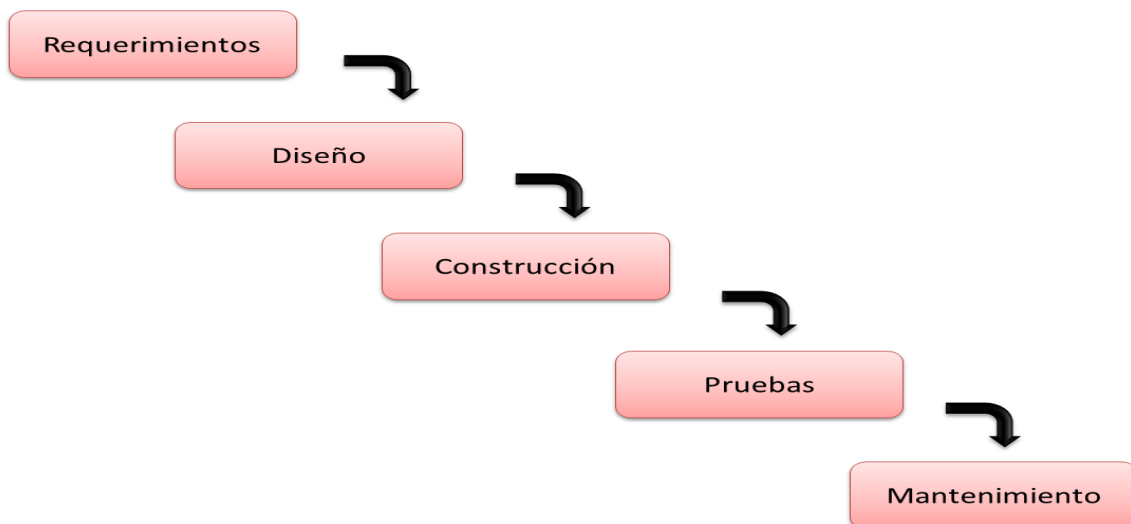 Requerimientos
Diseño
Construcción
Pruebas
Mantenimiento